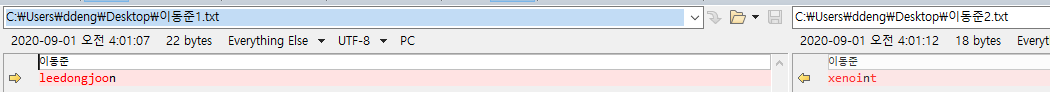 C:₩Users₩ddeng₩Desktop₩이동준1.txt C:₩Users₩ddeng₩Desktop₩이동준2.txt
2020-09-01 오전 4:01:07 22 bytes Everything Else UTF-8 PC 2020-09-01 오전 4:01:12 18 bytes Everyt
이동준 이동준
leedongjoon xenoint